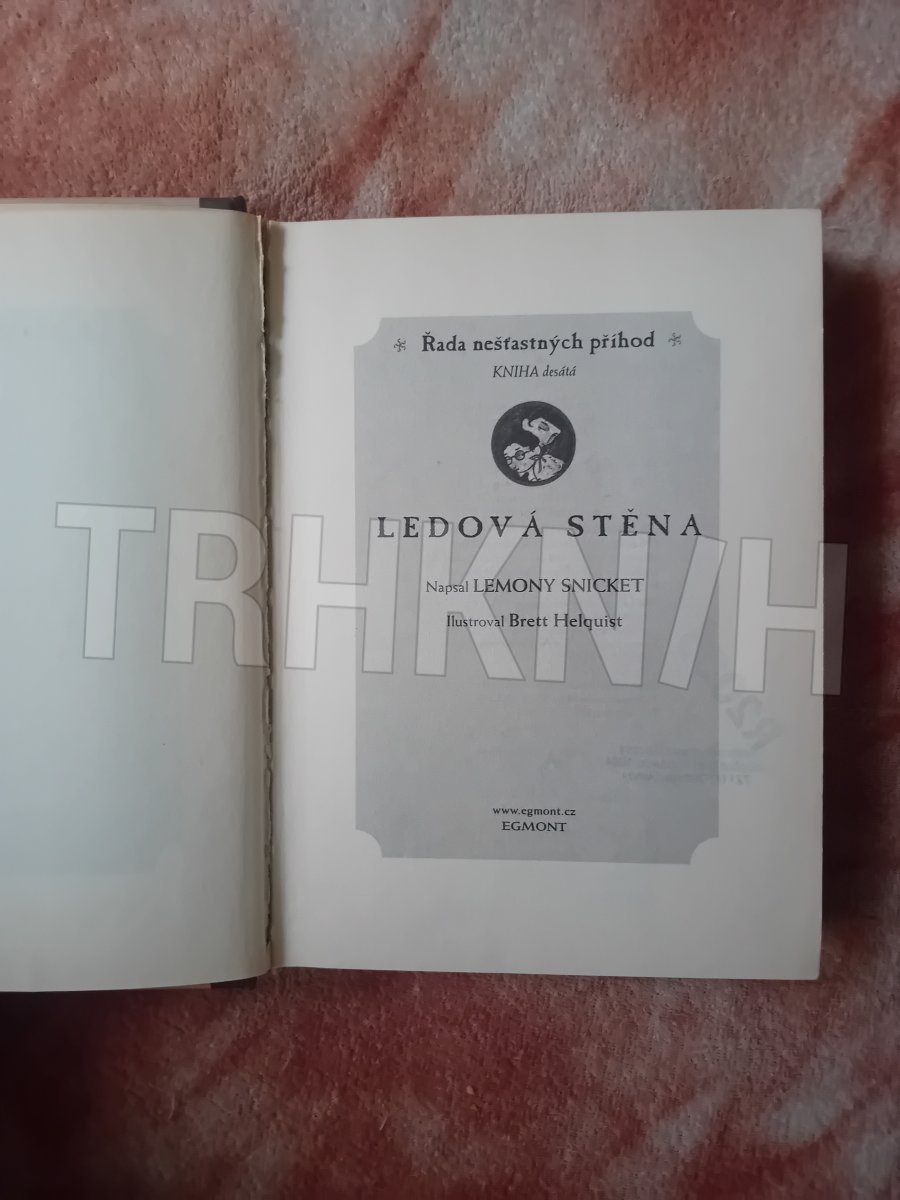 Řada nešťastných příhod
KNIHA desátá
LEDOVÁ STĚNA
Napsal LEMONY SNICKET
Ilustroval Brett Helquist
TRHKNIH
www.egmont.cz
EGMONT